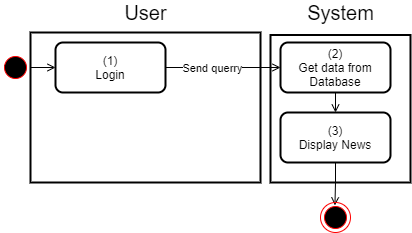 User
System
(1)
Login
Send querry
(2)
Get data from
Database
(3)
Display News